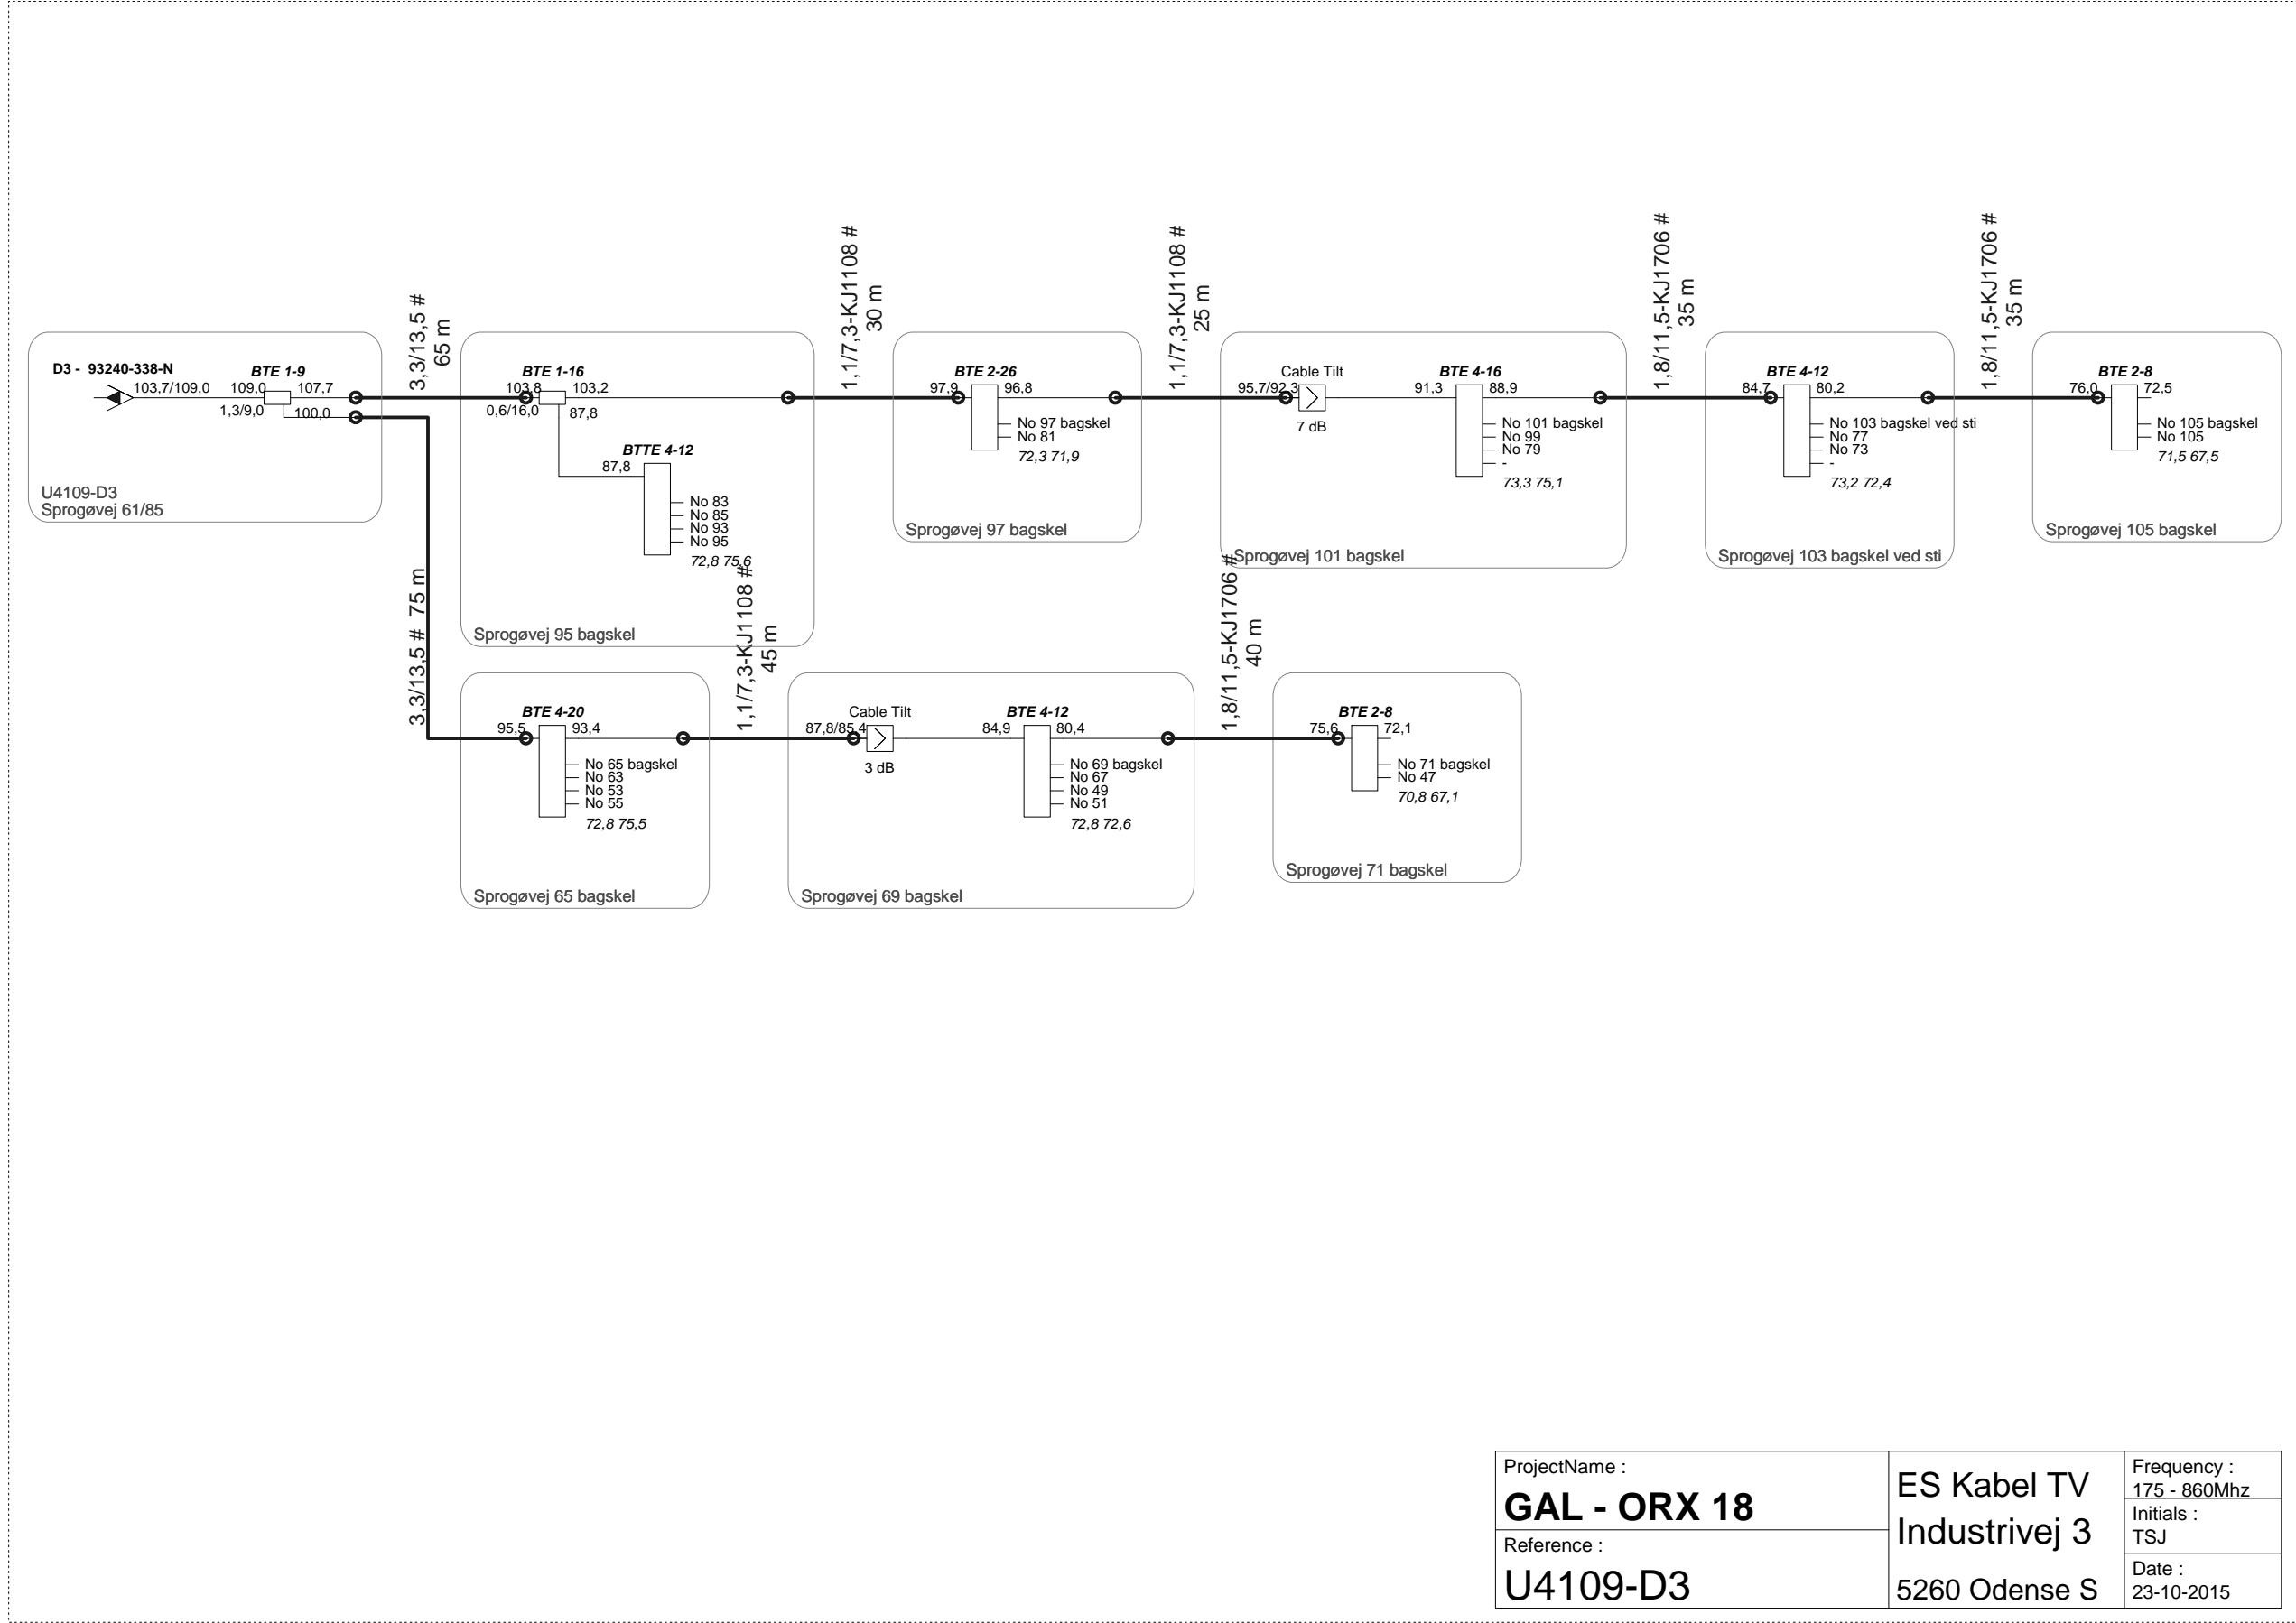 3,3/13,5 #
65 m
1,1/7,3-KJ1108 #
30 m
1,1/7,3-KJ1108 #
25 m
1,8/11,5-KJ1706 #
35 m
1,8/11,5-KJ1706 #
35 m
D3 - 93240-338-N
103,7/109,0
BTE 1-9
109,0
107,7
1,3/9,0
100,0
U4109-D3
Sprogøvej 61/85
BTE 1-16
103,8
103,2
0,6/16,0
87,8
BTTE 4-12
87,8
No 83
No 85
No 93
No 95
72,8 75,6
Sprogøvej 95 bagskel
BTE 2-26
97,9
96,8
No 97 bagskel
No 81
72,3 71,9
Sprogøvej 97 bagskel
Cable Tilt
95,7/92,3
7 dB
BTE 4-16
91,3
88,9
No 101 bagskel
No 99
No 79
-
73,3 75,1
Sprogøvej 101 bagskel
BTE 4-12
84,7
80,2
No 103 bagskel ved sti
No 77
No 73
-
73,2 72,4
Sprogøvej 103 bagskel ved sti
BTE 2-8
76,0
72,5
No 105 bagskel
No 105
71,5 67,5
Sprogøvej 105 bagskel
3,3/13,5 # 75 m
1,1/7,3-KJ1108 #
45 m
1,8/11,5-KJ1706 #
40 m
BTE 4-20
95,5
93,4
No 65 bagskel
No 63
No 53
No 55
72,8 75,5
Sprogøvej 65 bagskel
Cable Tilt
87,8/85,4
3 dB
BTE 4-12
84,9
80,4
No 69 bagskel
No 67
No 49
No 51
72,8 72,6
Sprogøvej 69 bagskel
BTE 2-8
75,6
72,1
No 71 bagskel
No 47
70,8 67,1
Sprogøvej 71 bagskel
ProjectName :
GAL - ORX 18
Reference :
U4109-D3
ES Kabel TV
Industrivej 3
5260 Odense S
Frequency :
175 - 860Mhz
Initials :
TSJ
Date :
23-10-2015